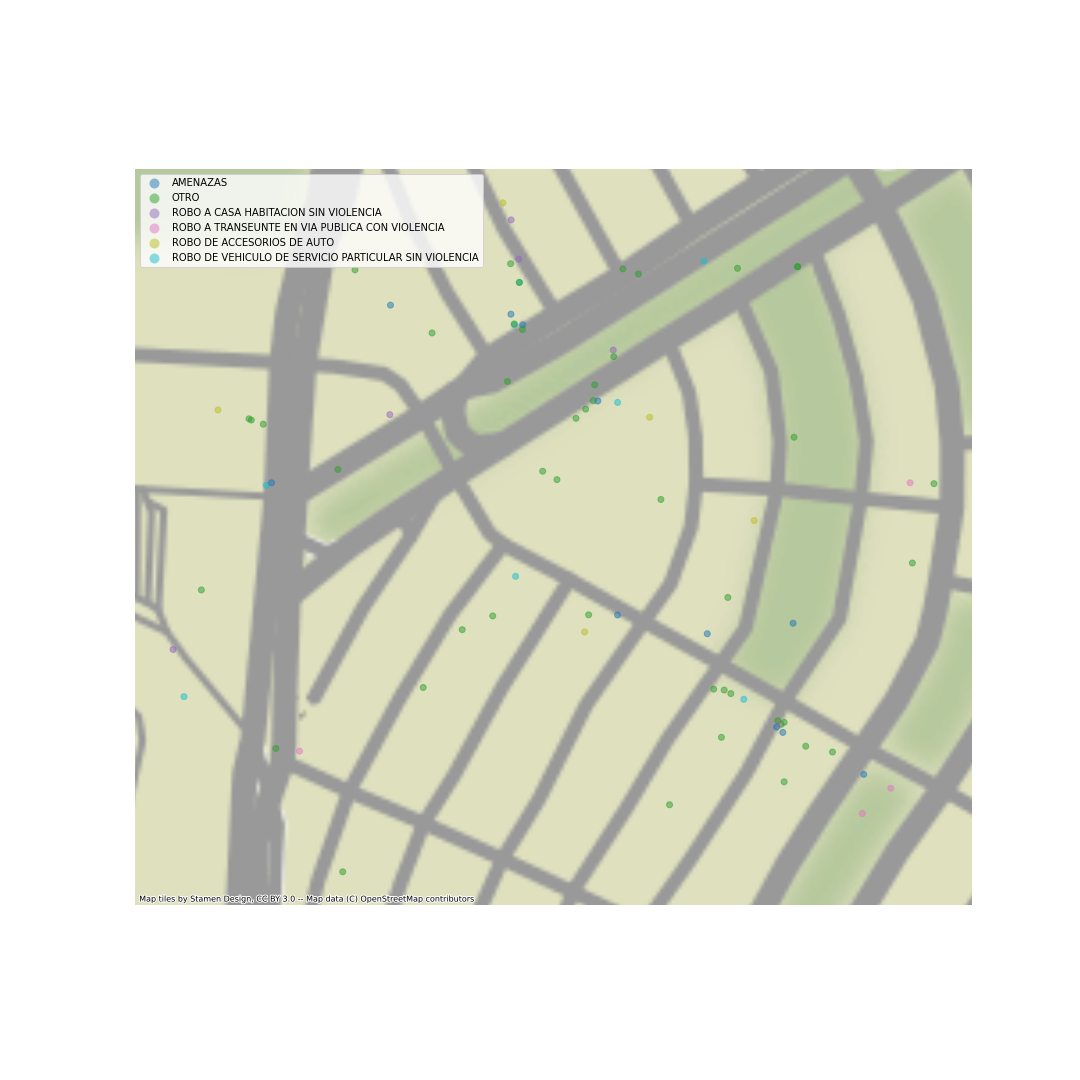 AMENAZAS
OTRO
ROBO A CASA HABITACION SIN VIOLENCIA
ROBO A TRANSEUNTE EN VIA PUBLICA CON VIOLENCIA
ROBO DE ACCESORIOS DE AUTO
ROBO DE VEHICULO DE SERVICIO PARTICULAR SIN VIOLENCIA
Map tiles by Stamen Design, CC BY 3.0 -- Map data (C) OpenStreetMap contributors